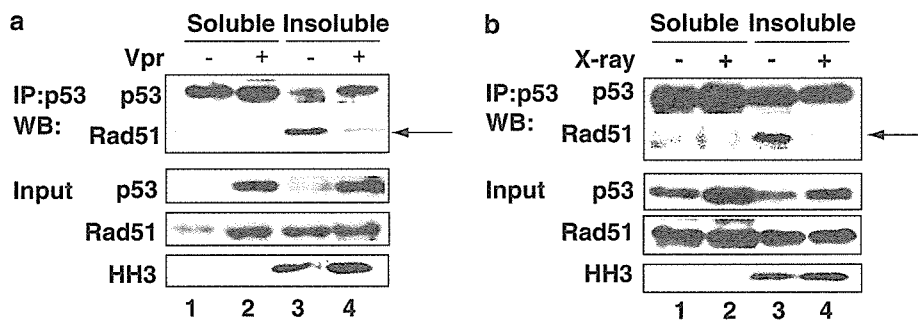 a
Soluble Insoluble
Vpr - + - +
IP:p53 p53
WB: Rad51
Input p53
Rad51
HH3
1 2 3 4
b
Soluble Insoluble
X-ray - + - +
IP:p53 p53
WB: Rad51
Input p53
Rad51
HH3
1 2 3 4